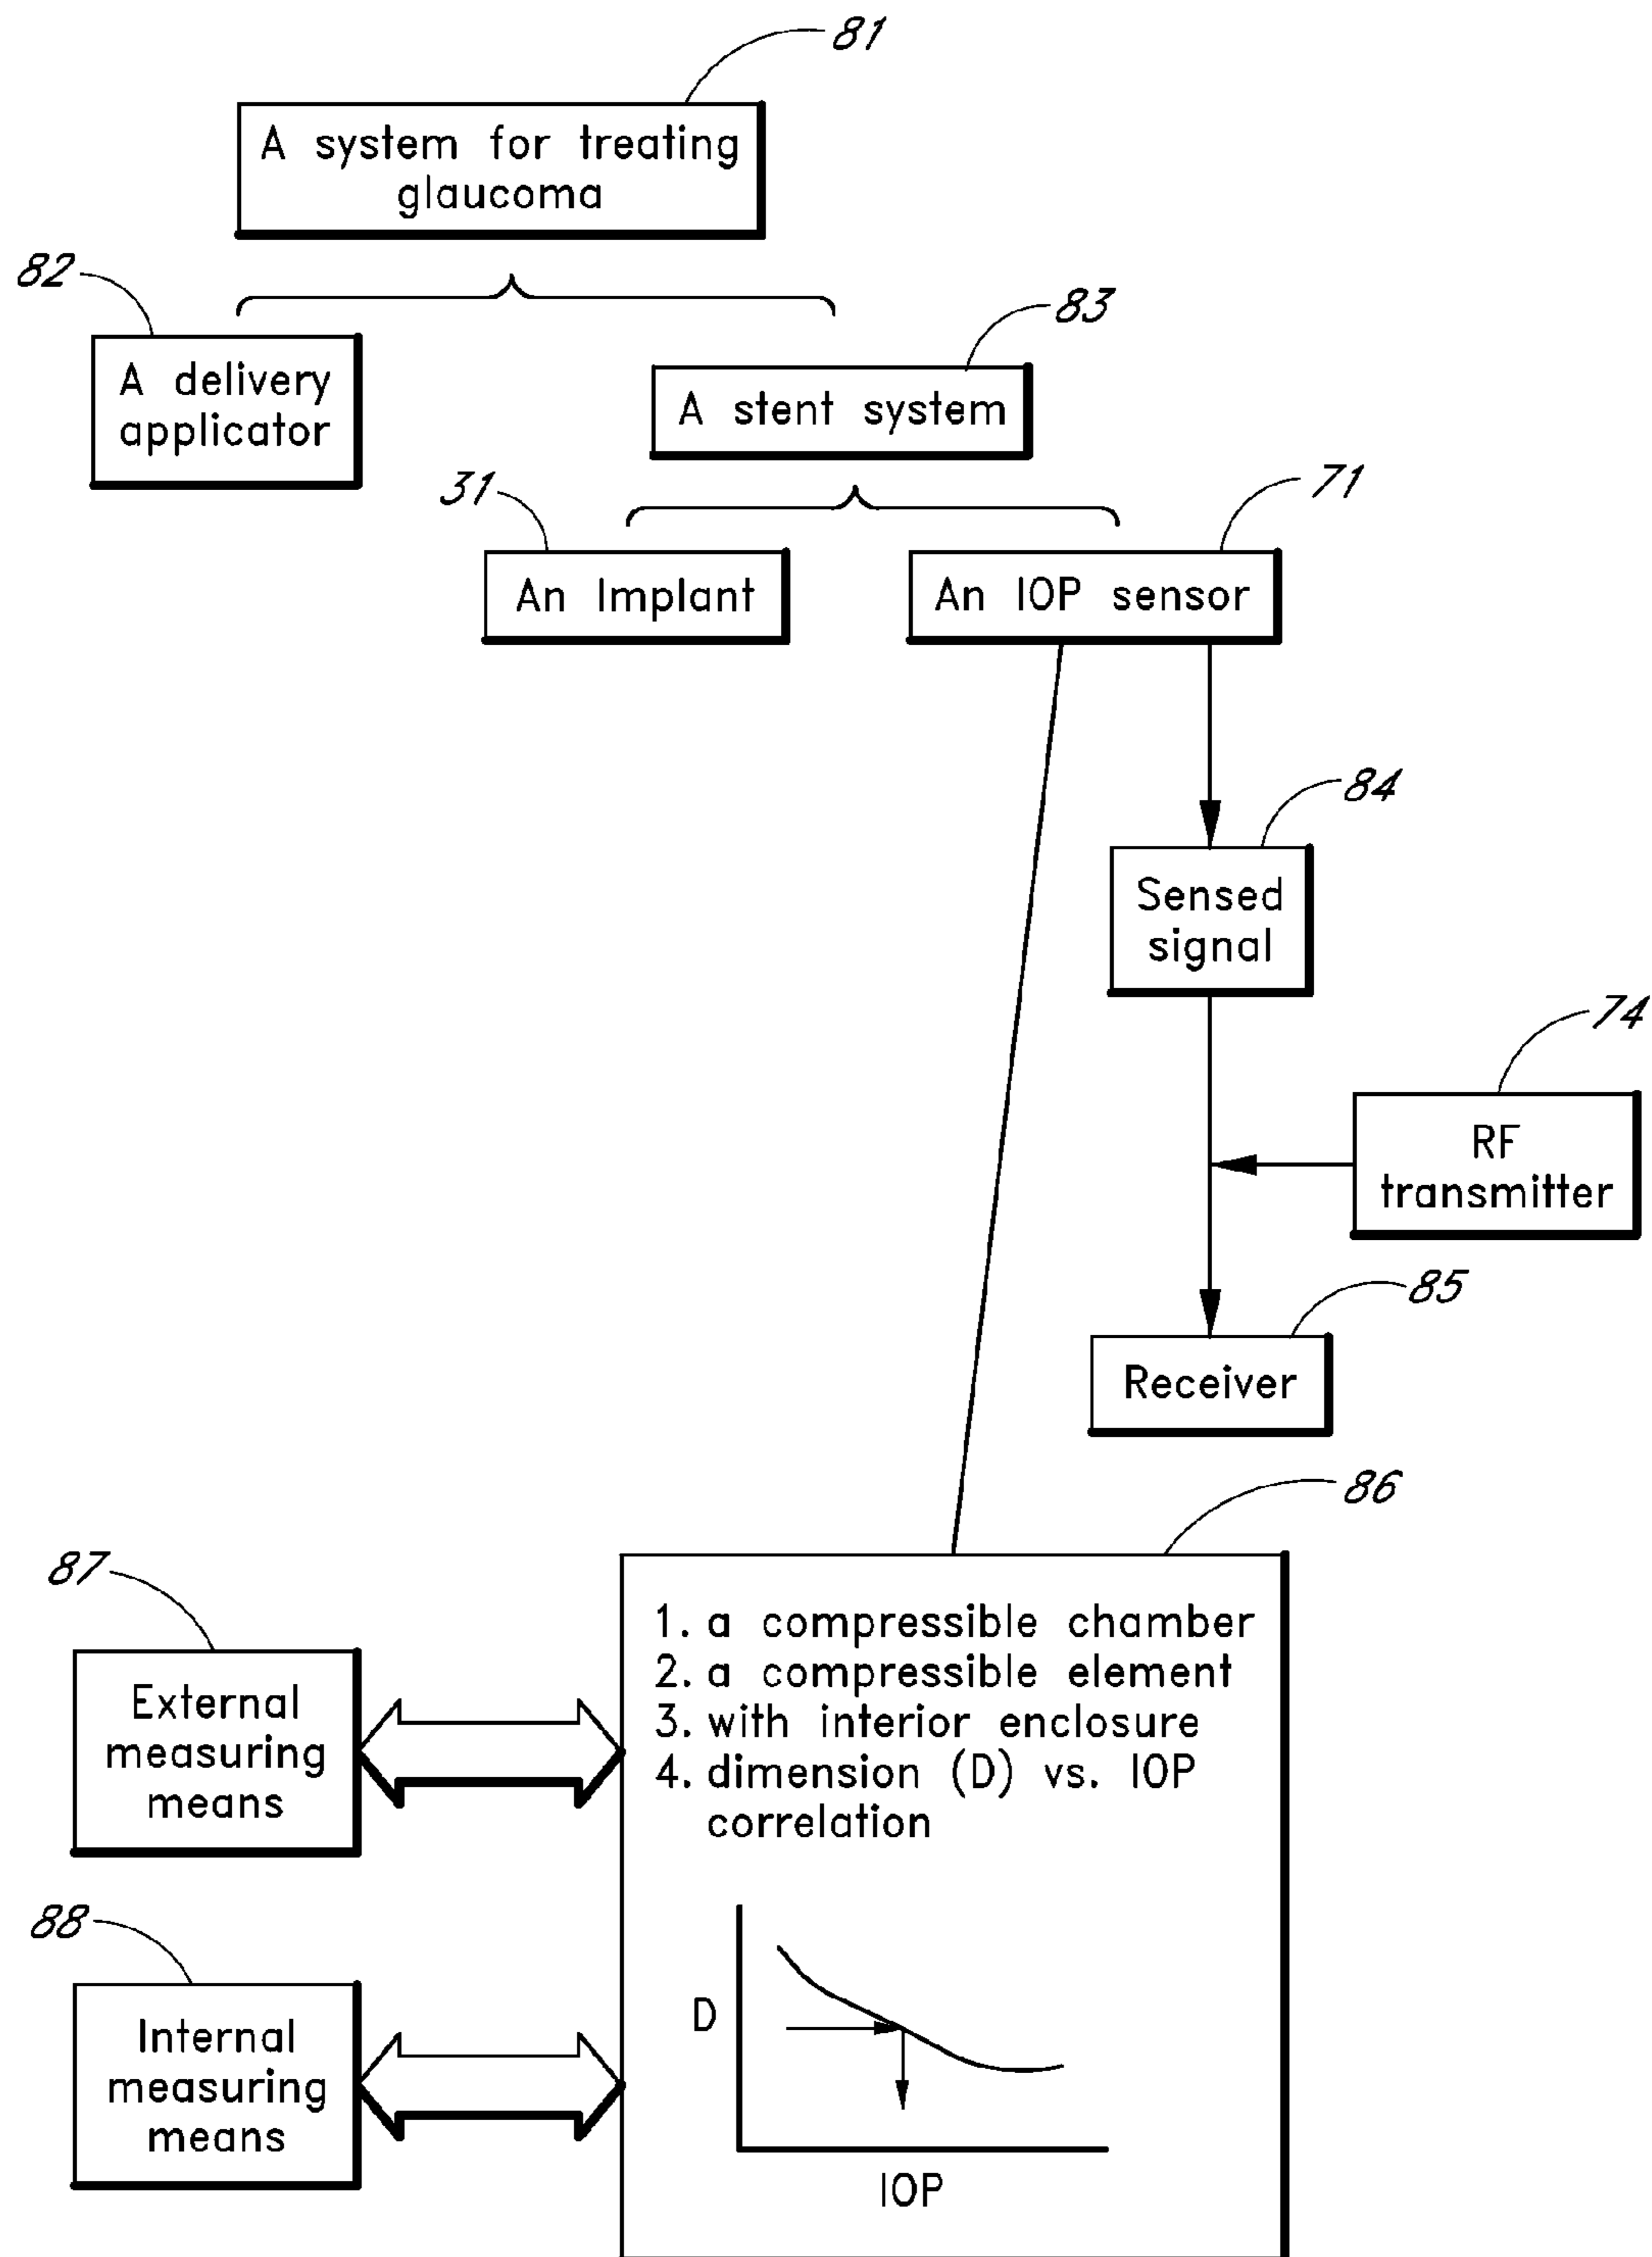 81
A system for treating
glaucoma
82
83
A delivery
applicator
A stent system
31
71
An Implant
An IOP sensor
84
Sensed
signal
74
RF
transmitter
85
Receiver
86
87
1. a compressible chamber
2. a compressible element
3. with interior enclosure
4. dimension (D) vs. IOP
correlation
External
measuring
means
88
Internal
measuring
means
D
IOP